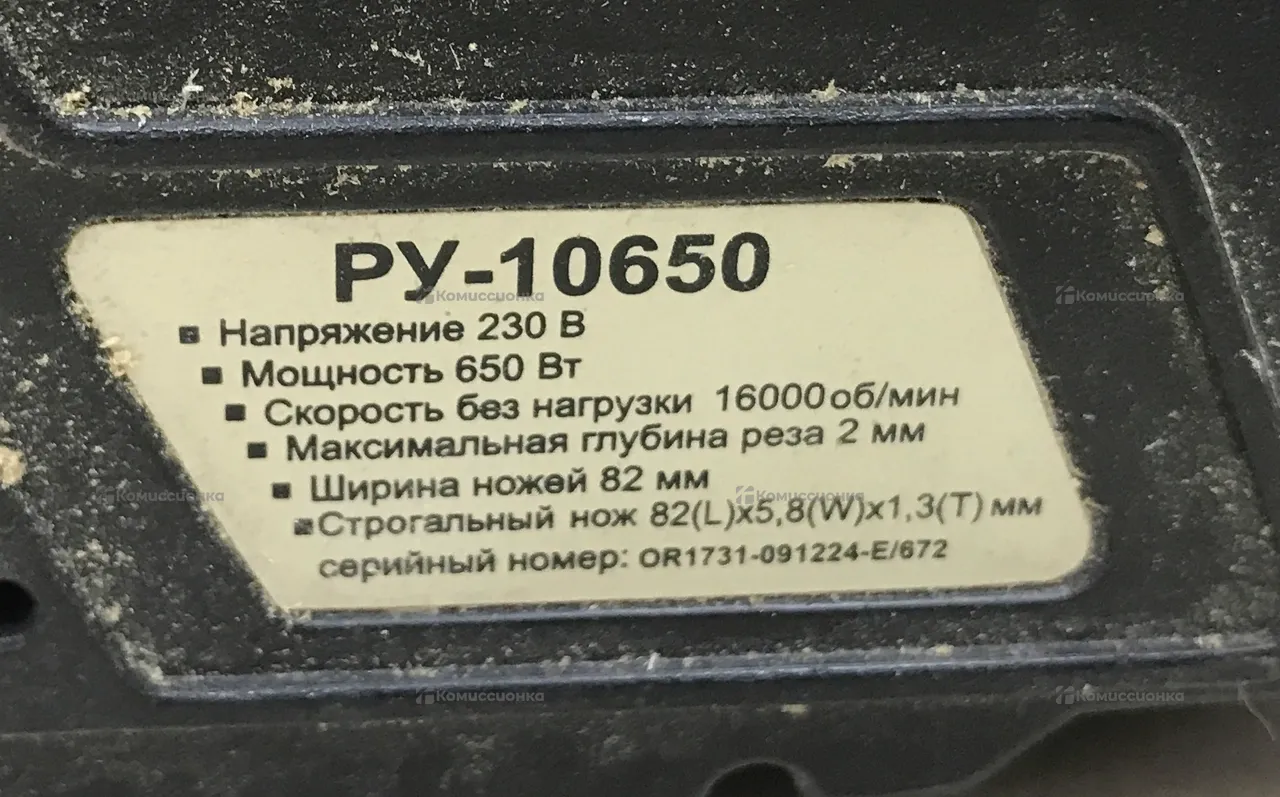 РУ-10650
Напряжение 230 В
Мощность 650 Вт
Скорость без нагрузки 16000об/мин
Максимальная глубина реза 2 мм
Ширина ножей 82 мм
Строгальный нож 82(L)x5,8(W)x1,3(T) мм
серийный номер: OR1731-091224-E/672
Комиссионка
Комиссионка
Комиссионка
Комиссионка
Комиссионка
Комиссионка